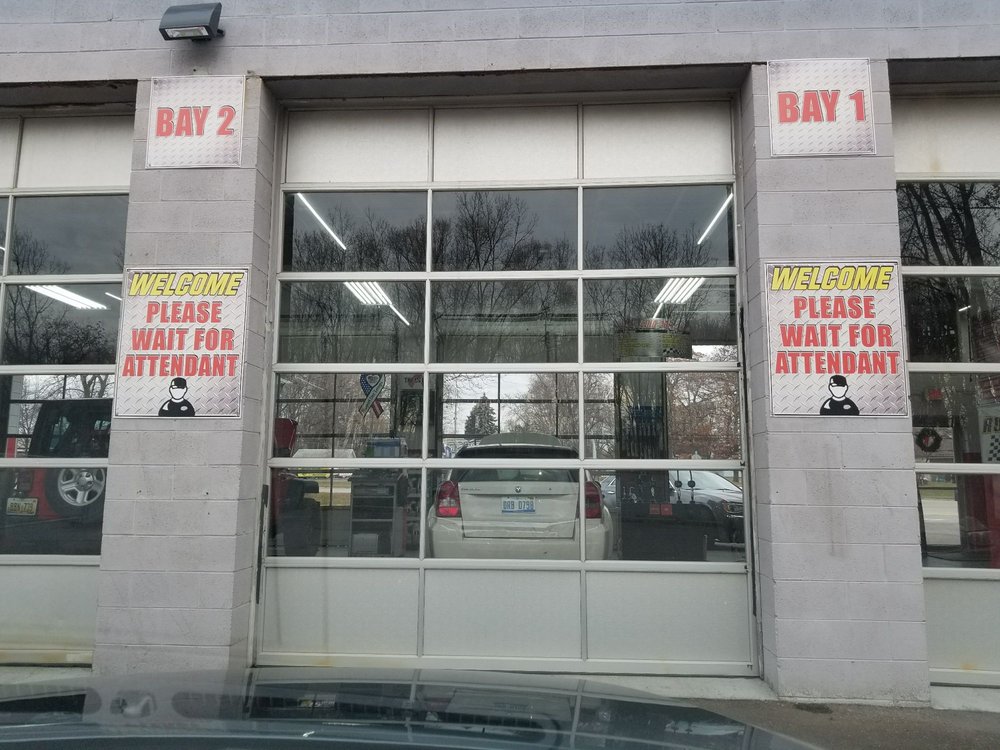 BAY 2
WELCOME
PLEASE
WAIT FOR
ATTENDANT
BAY 1
WELCOME
PLEASE
WAIT FOR
ATTENDANT